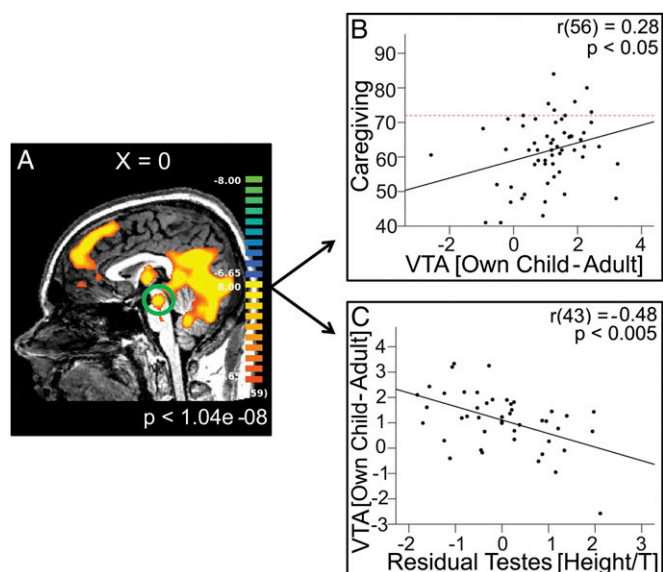 A
X = 0
-8.00
-6.65
8.00
p < 1.04e -08
B
r(56) = 0.28
p < 0.05
Caregiving
90
80
70
60
50
40
-2
0
2
4
VTA [Own Child-Adult]
C
r(43) =-0.48
p < 0.005
VTA [Own Child-Adult]
4
3
2
1
0
-1
-2
-3
-2
-1
0
1
2
3
Residual Testes [Height/T]